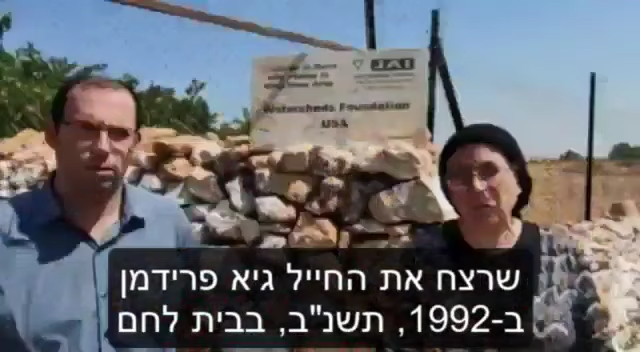 JAI
Watersheds Foundation
USA
שרצח את החייל גיא פרידמן
ב-1992, תשנ"ב, בבית לחם